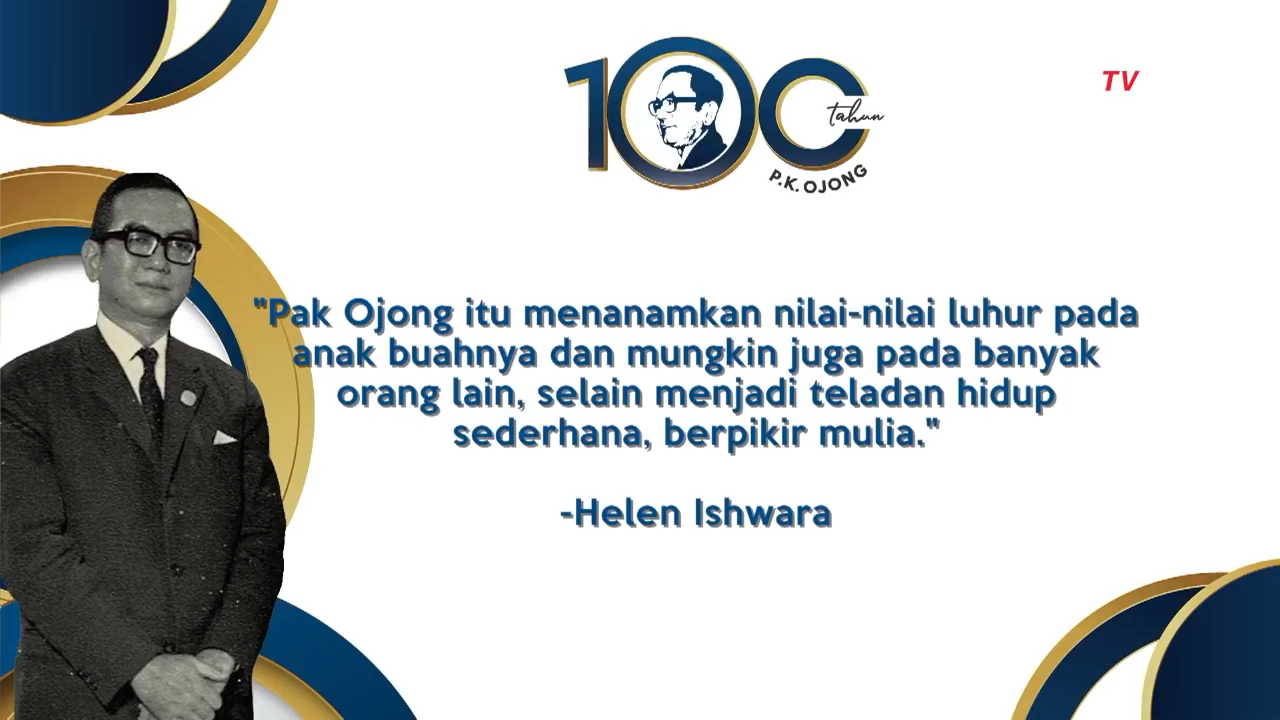 100
tahun
P.K. OJONG
TV
"Pak Ojong itu menanamkan nilai-nilai luhur pada
anak buahnya dan mungkin juga pada banyak
orang lain, selain menjadi teladan hidup
sederhana, berpikir mulia."
-Helen Ishwara